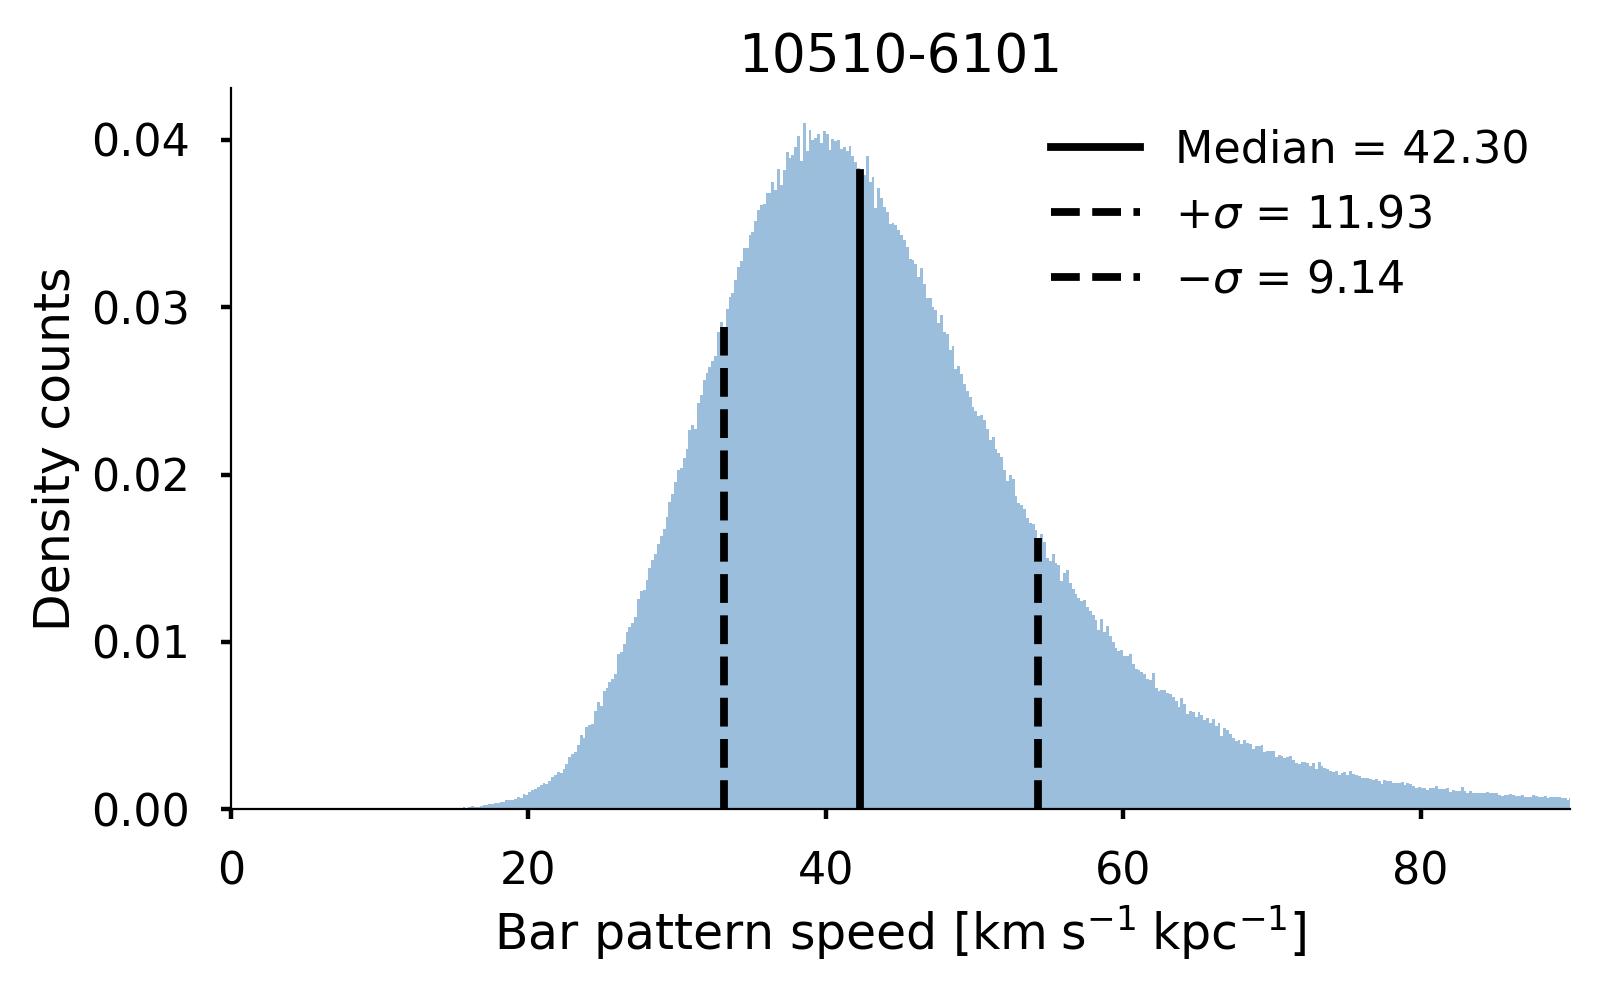 10510-6101
Median = 42.30
+σ = 11.93
−σ = 9.14
Density counts
0.04
0.03
0.02
0.01
0.00
0 20 40 60 80
Bar pattern speed [km s⁻¹ kpc⁻¹]